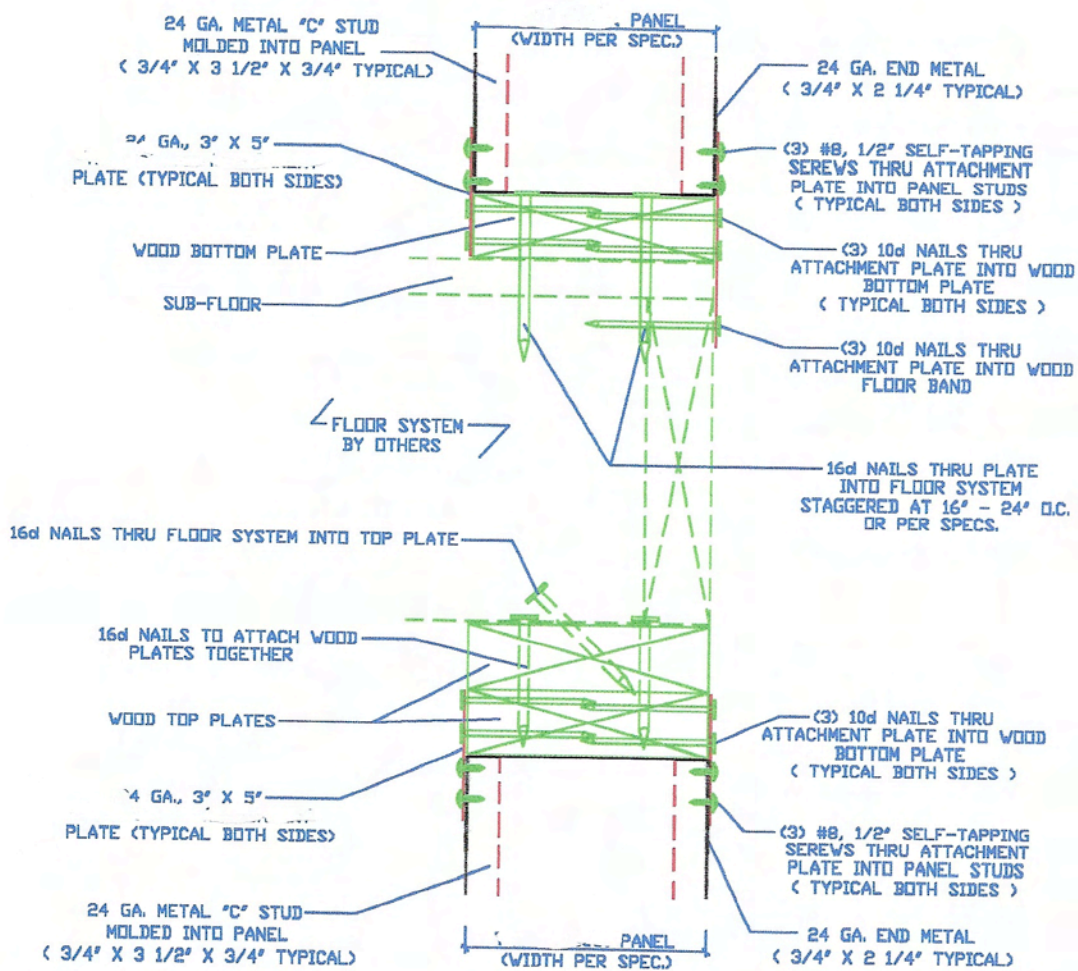 24 GA. METAL "C" STUD
MOLDED INTO PANEL
( 3/4" X 3 1/2" X 3/4" TYPICAL)
PANEL
(WIDTH PER SPEC.)
24 GA. END METAL
( 3/4" X 2 1/4" TYPICAL)
24 GA., 3" X 5"
PLATE (TYPICAL BOTH SIDES)
(3) #8, 1/2" SELF-TAPPING
SEREWS THRU ATTACHMENT
PLATE INTO PANEL STUDS
( TYPICAL BOTH SIDES )
WOOD BOTTOM PLATE
(3) 10d NAILS THRU
ATTACHMENT PLATE INTO WOOD
BOTTOM PLATE
( TYPICAL BOTH SIDES )
SUB-FLOOR
(3) 10d NAILS THRU
ATTACHMENT PLATE INTO WOOD
FLOOR BAND
FLOOR SYSTEM
BY OTHERS
16d NAILS THRU PLATE
INTO FLOOR SYSTEM
STAGGERED AT 16" - 24" O.C.
OR PER SPECS.
16d NAILS THRU FLOOR SYSTEM INTO TOP PLATE
16d NAILS TO ATTACH WOOD
PLATES TOGETHER
WOOD TOP PLATES
(3) 10d NAILS THRU
ATTACHMENT PLATE INTO WOOD
BOTTOM PLATE
( TYPICAL BOTH SIDES )
4 GA., 3" X 5"
PLATE (TYPICAL BOTH SIDES)
(3) #8, 1/2" SELF-TAPPING
SEREWS THRU ATTACHMENT
PLATE INTO PANEL STUDS
( TYPICAL BOTH SIDES )
24 GA. METAL "C" STUD
MOLDED INTO PANEL
( 3/4" X 3 1/2" X 3/4" TYPICAL)
PANEL
(WIDTH PER SPEC.)
24 GA. END METAL
( 3/4" X 2 1/4" TYPICAL)